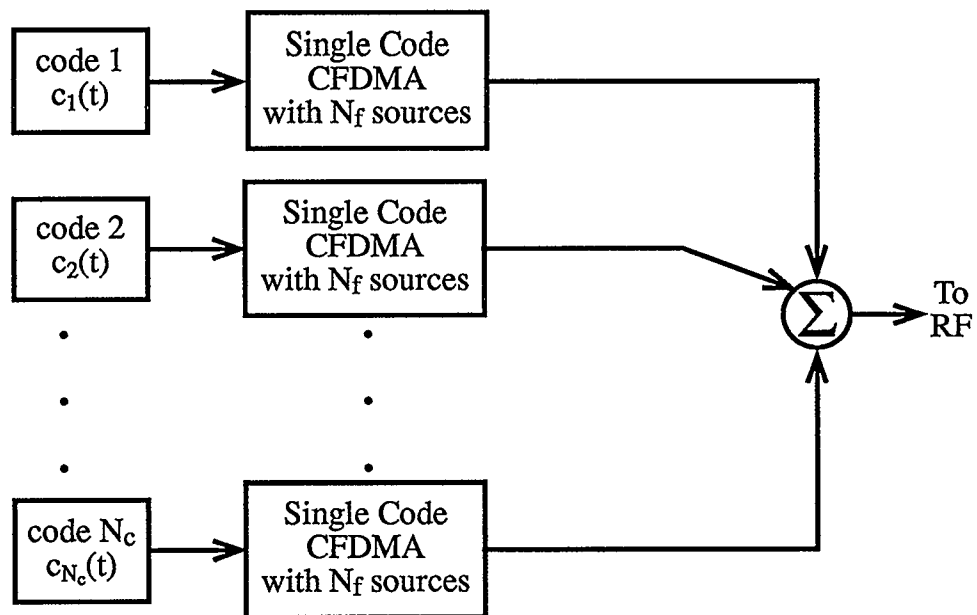 code 1
c₁(t)
Single Code
CFDMA
with Nf sources
code 2
c₂(t)
Single Code
CFDMA
with Nf sources
Σ
To
RF
code Nc
cNc(t)
Single Code
CFDMA
with Nf sources